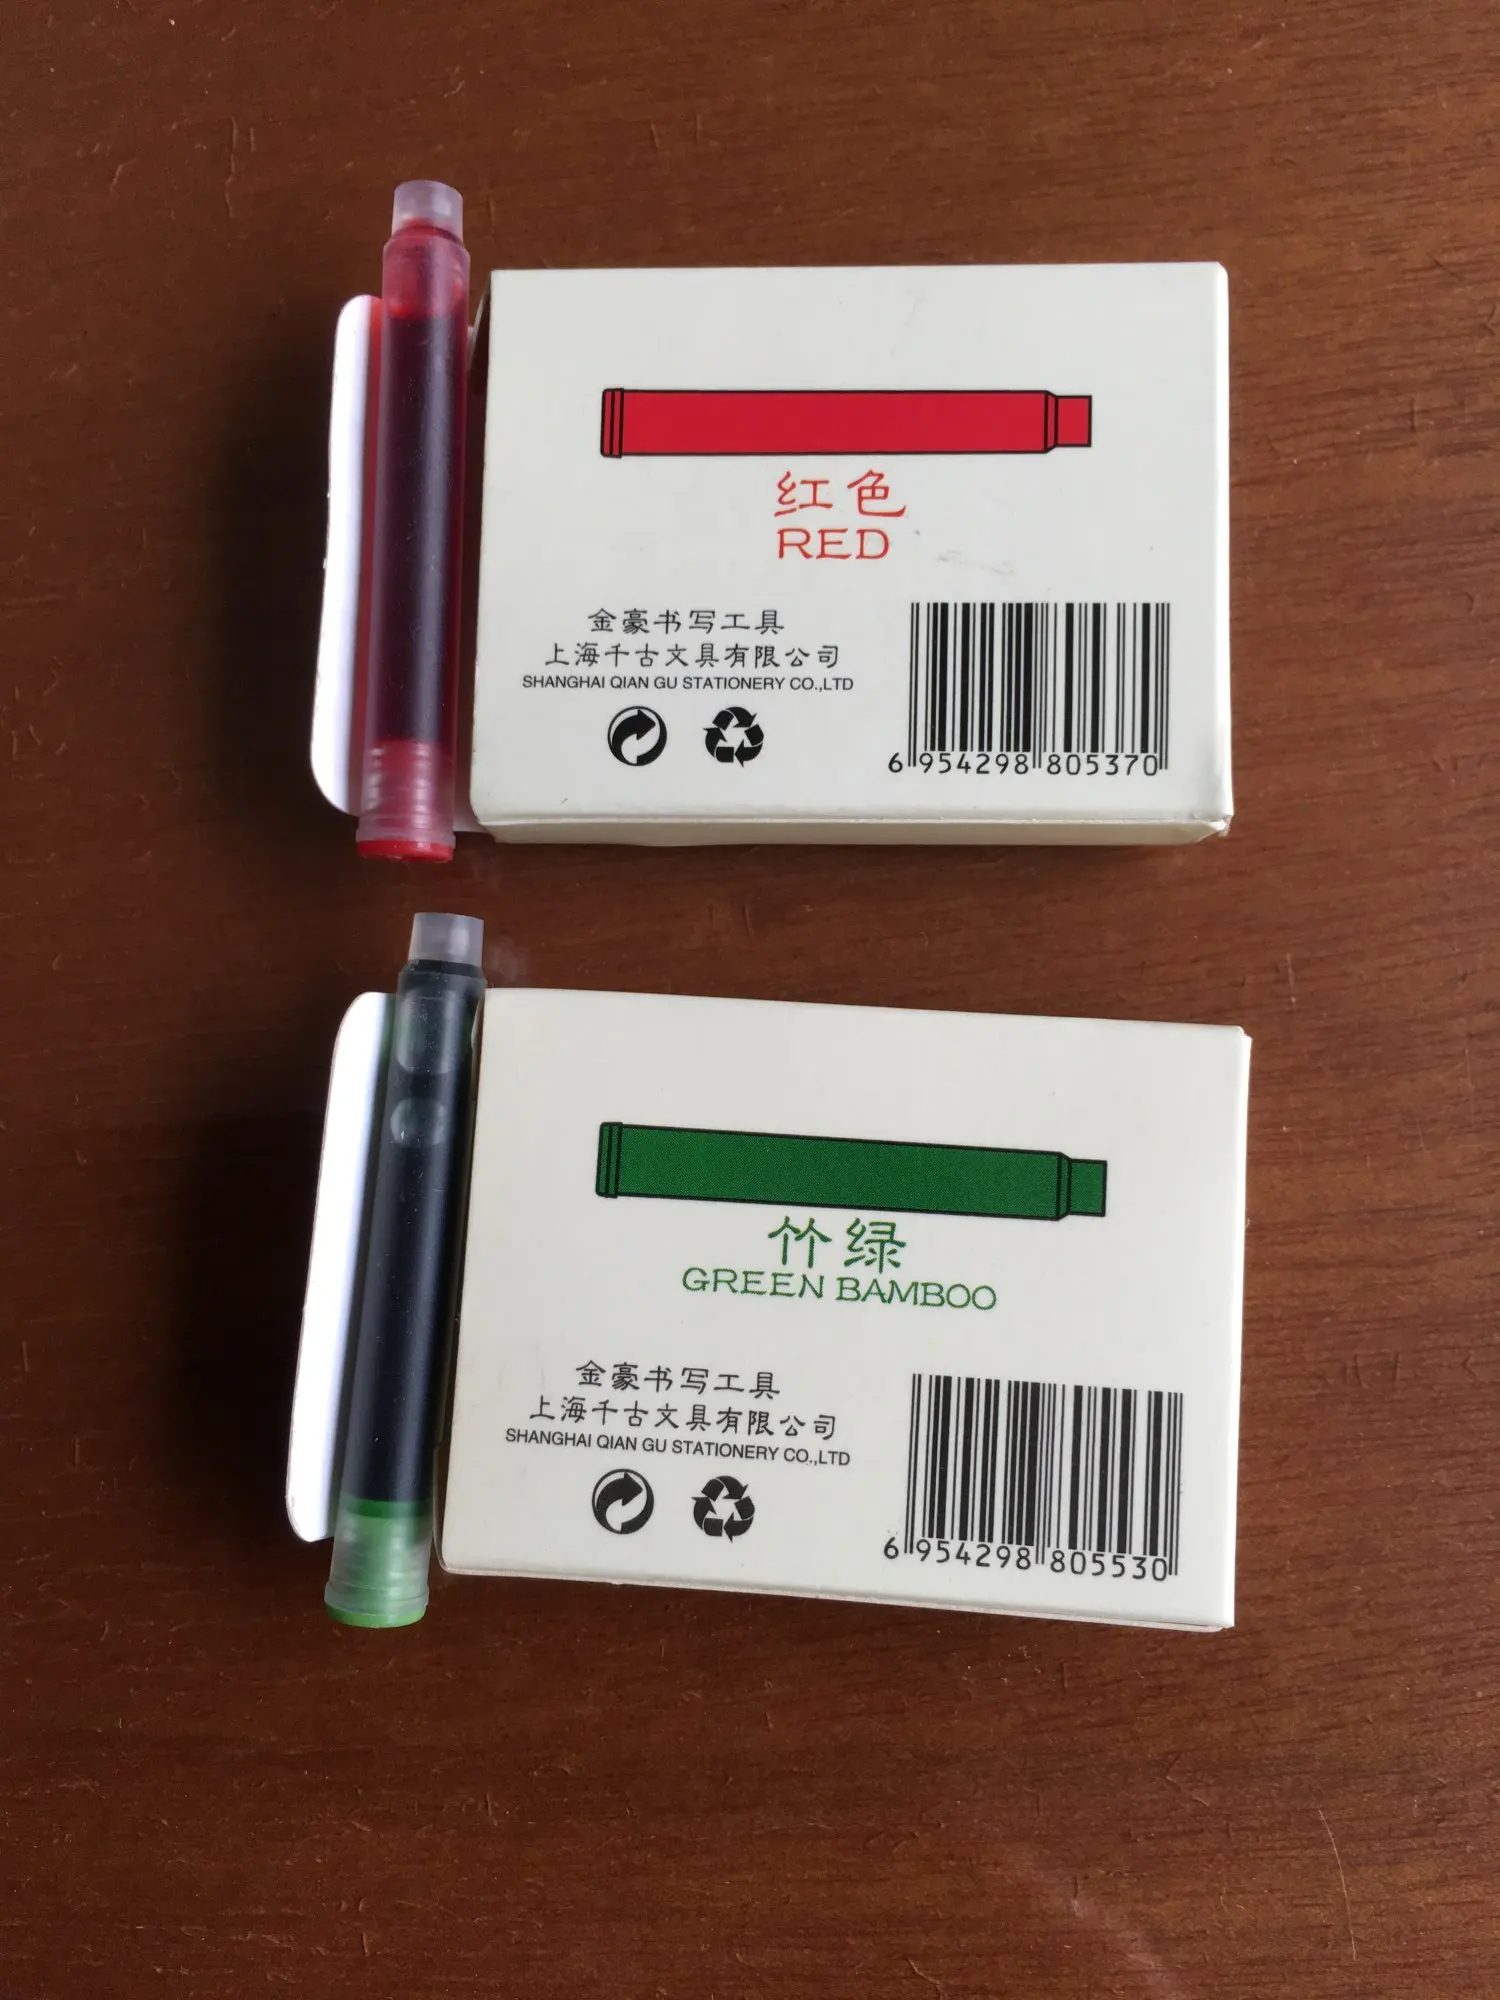 红色
RED
金豪书写工具
上海千古文具有限公司
SHANGHAI QIAN GU STATIONERY CO.,LTD
6 954298 805370
竹绿
GREEN BAMBOO
金豪书写工具
上海千古文具有限公司
SHANGHAI QIAN GU STATIONERY CO.,LTD
6 954298 805530